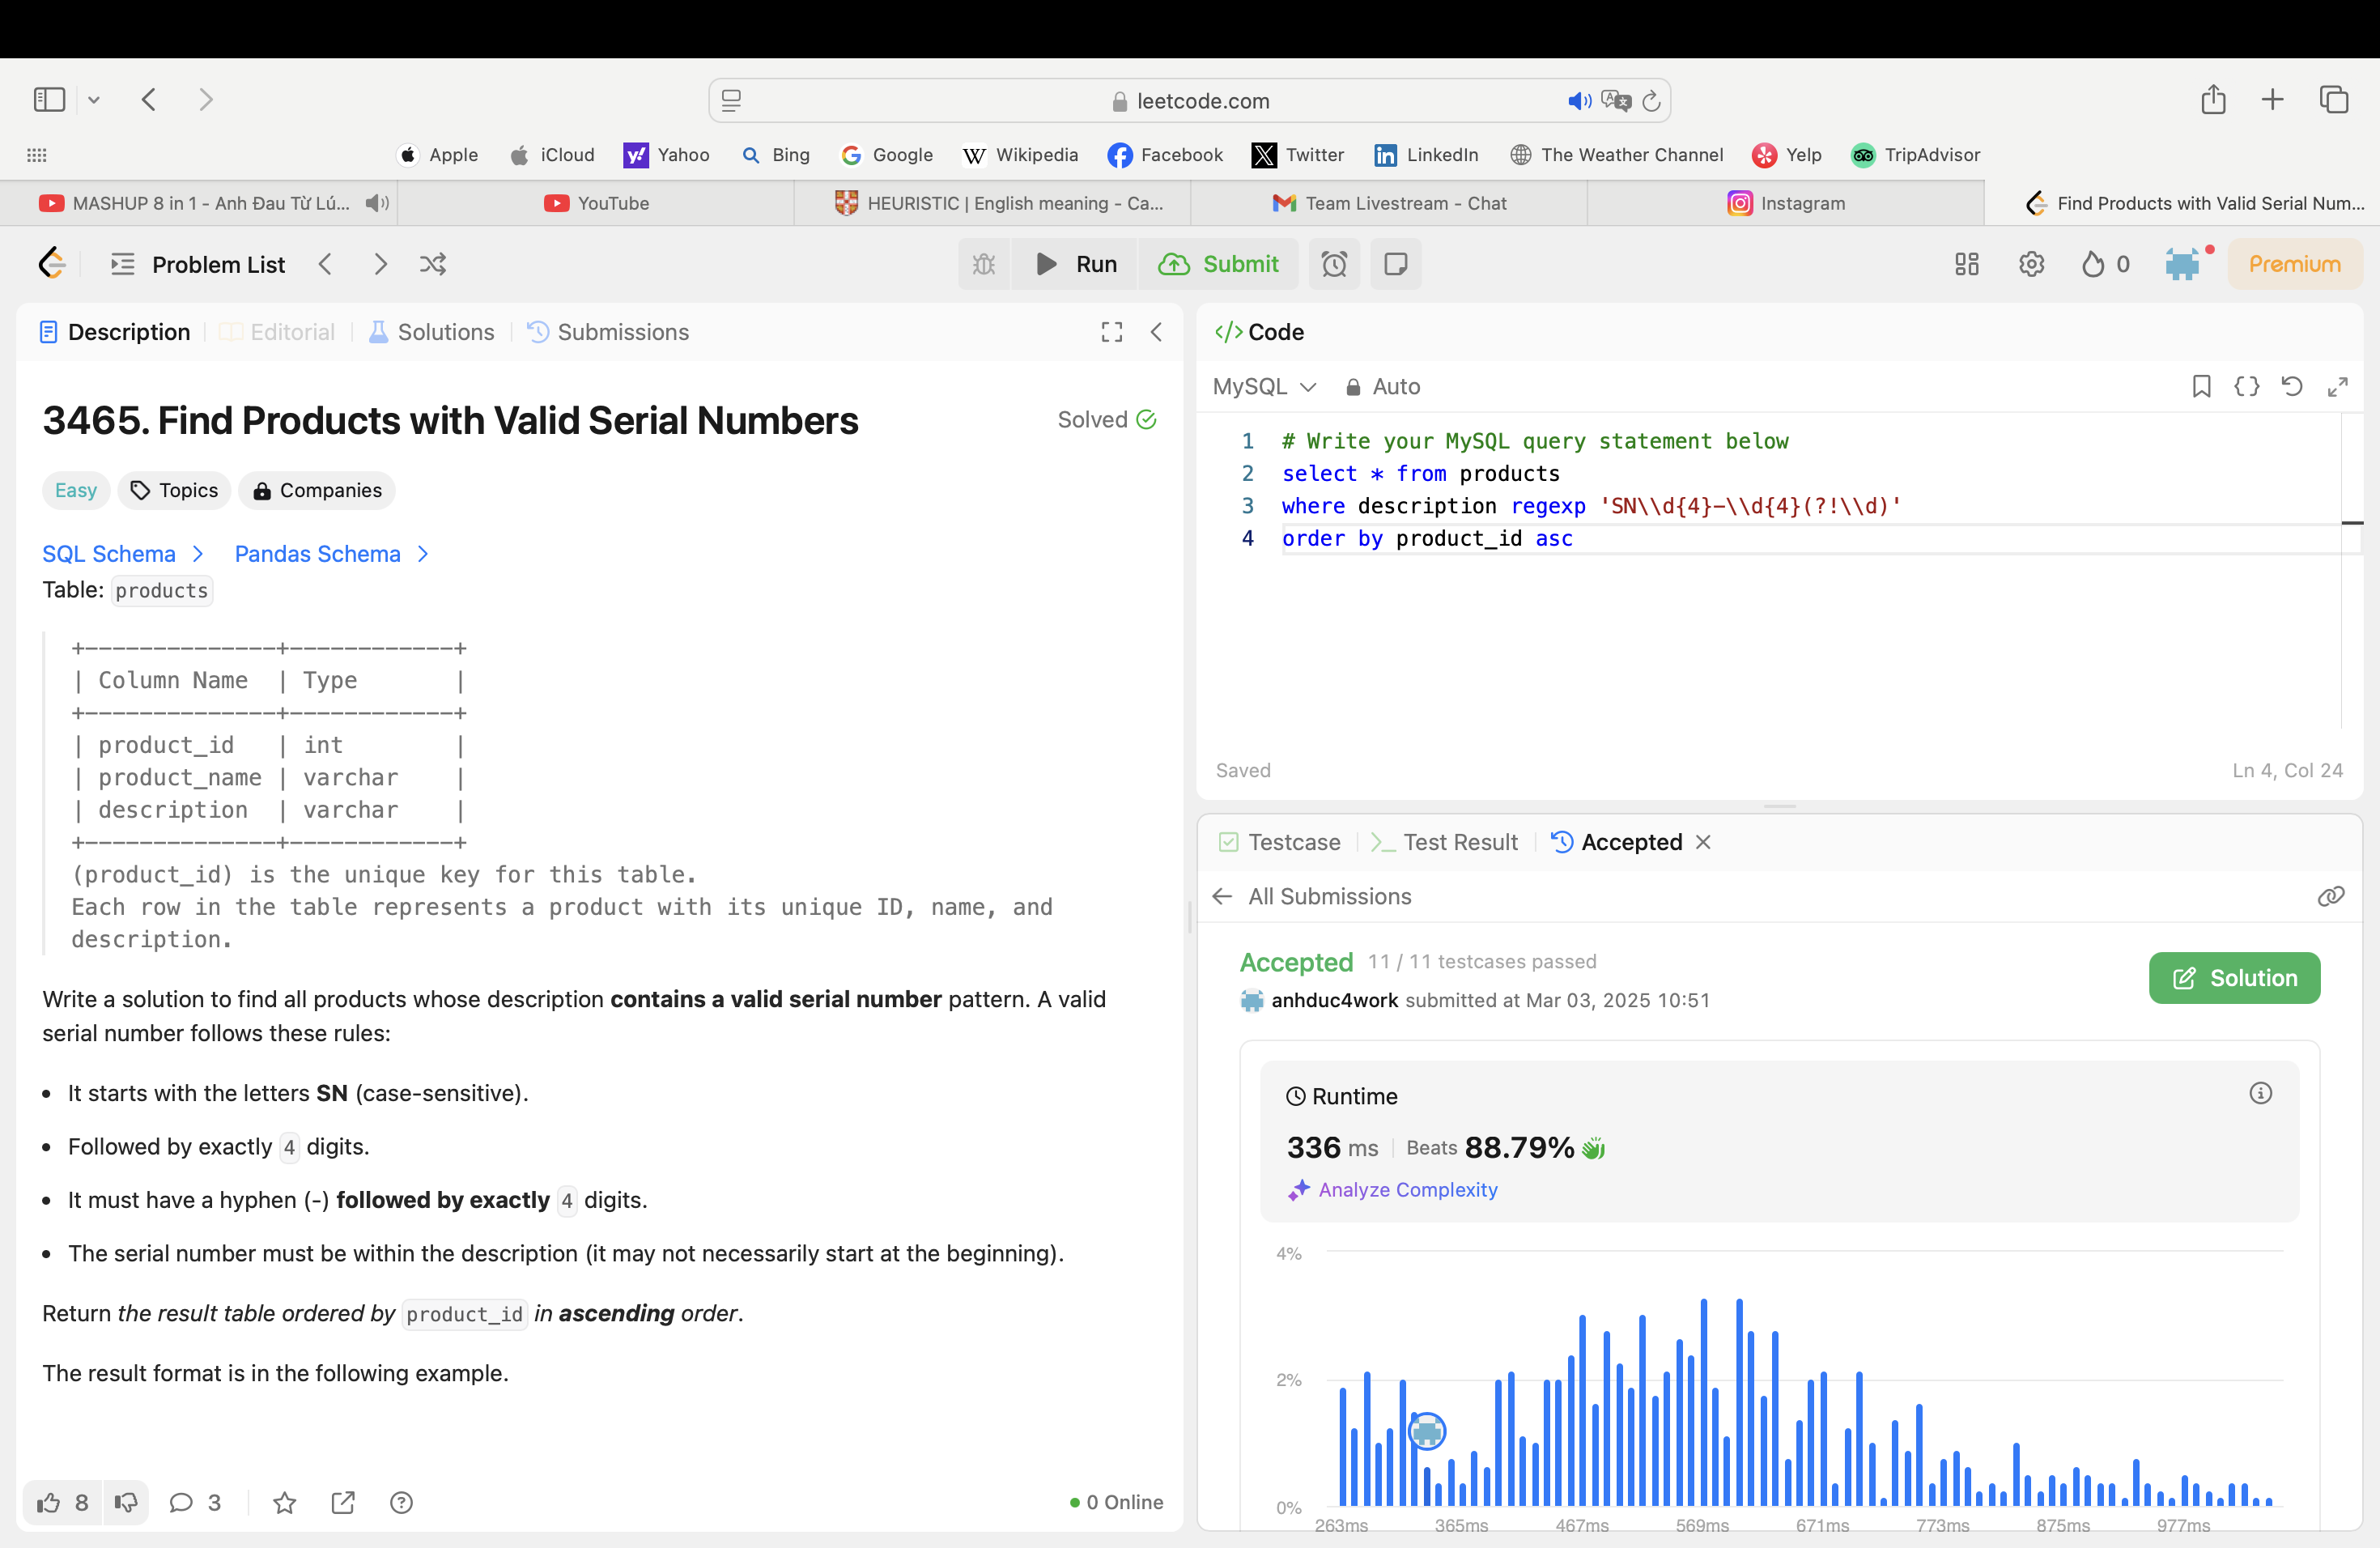 leetcode.com
Apple iCloud Yahoo Bing Google Wikipedia Facebook Twitter LinkedIn The Weather Channel Yelp TripAdvisor
MASHUP 8 in 1 - Anh Đau Từ Lú... YouTube HEURISTIC | English meaning - Ca... Team Livestream - Chat Instagram Find Products with Valid Serial Num...
Problem List Run Submit 0 Premium
Description Editorial Solutions Submissions
3465. Find Products with Valid Serial Numbers Solved
Easy Topics Companies
SQL Schema Pandas Schema
Table: products
+--------------+------------+
| Column Name | Type |
+--------------+------------+
| product_id | int |
| product_name | varchar |
| description | varchar |
+--------------+------------+
(product_id) is the unique key for this table.
Each row in the table represents a product with its unique ID, name, and
description.
Write a solution to find all products whose description contains a valid serial number pattern. A valid
serial number follows these rules:
• It starts with the letters SN (case-sensitive).
• Followed by exactly 4 digits.
• It must have a hyphen (-) followed by exactly 4 digits.
• The serial number must be within the description (it may not necessarily start at the beginning).
Return the result table ordered by product_id in ascending order.
The result format is in the following example.
8 3 0 Online
</> Code
MySQL Auto
1 # Write your MySQL query statement below
2 select * from products
3 where description regexp 'SN\\d{4}-\\d{4}(?!\\d)'
4 order by product_id asc
Saved Ln 4, Col 24
Testcase Test Result Accepted
All Submissions
Accepted 11 / 11 testcases passed
anhduc4work submitted at Mar 03, 2025 10:51
Solution
Runtime
336 ms Beats 88.79%
Analyze Complexity
4%
2%
0%
263ms 365ms 467ms 569ms 671ms 773ms 875ms 977ms